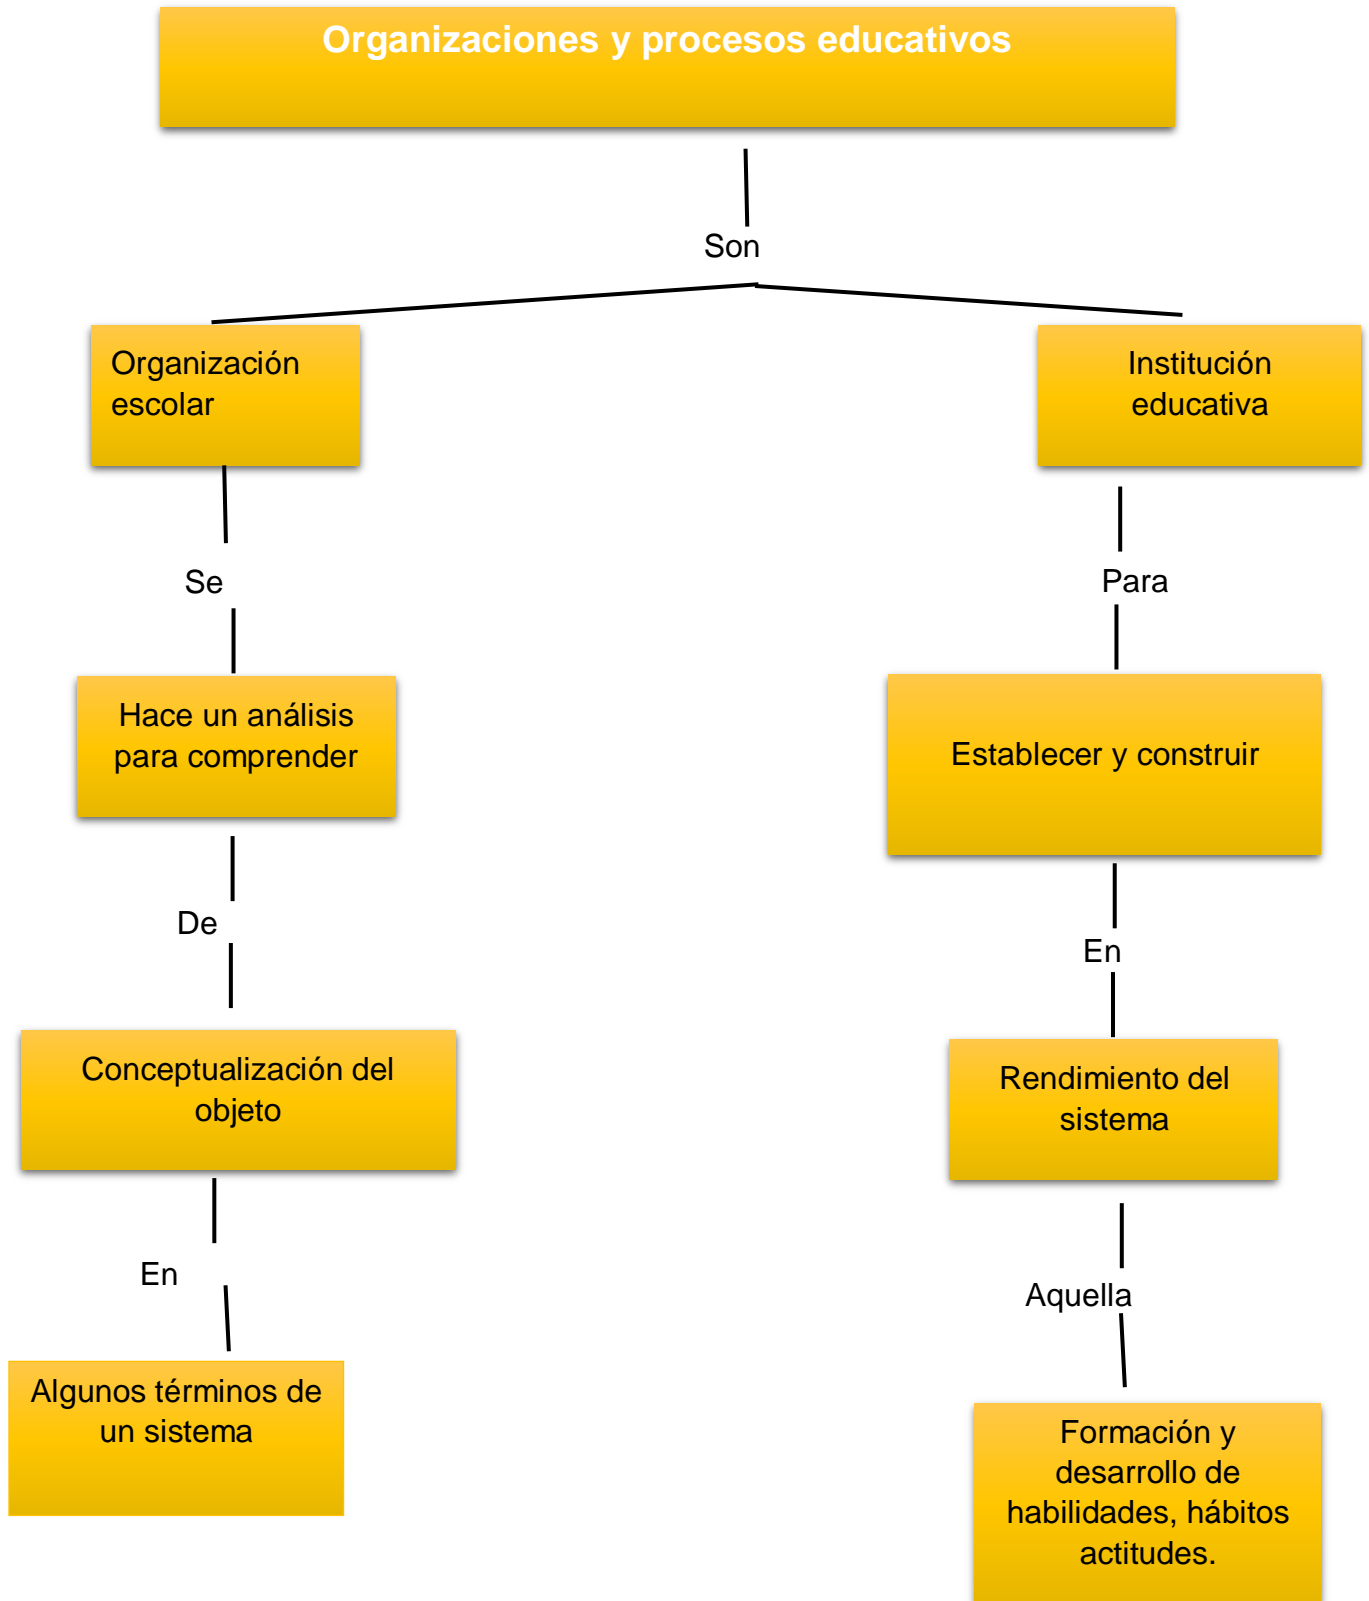 Organizaciones y procesos educativos
Son
Organización
escolar
Institución
educativa
Se
Para
Hace un análisis
para comprender
Establecer y construir
De
En
Conceptualización del
objeto
Rendimiento del
sistema
En
Aquella
Algunos términos de
un sistema
Formación y
desarrollo de
habilidades, hábitos
actitudes.